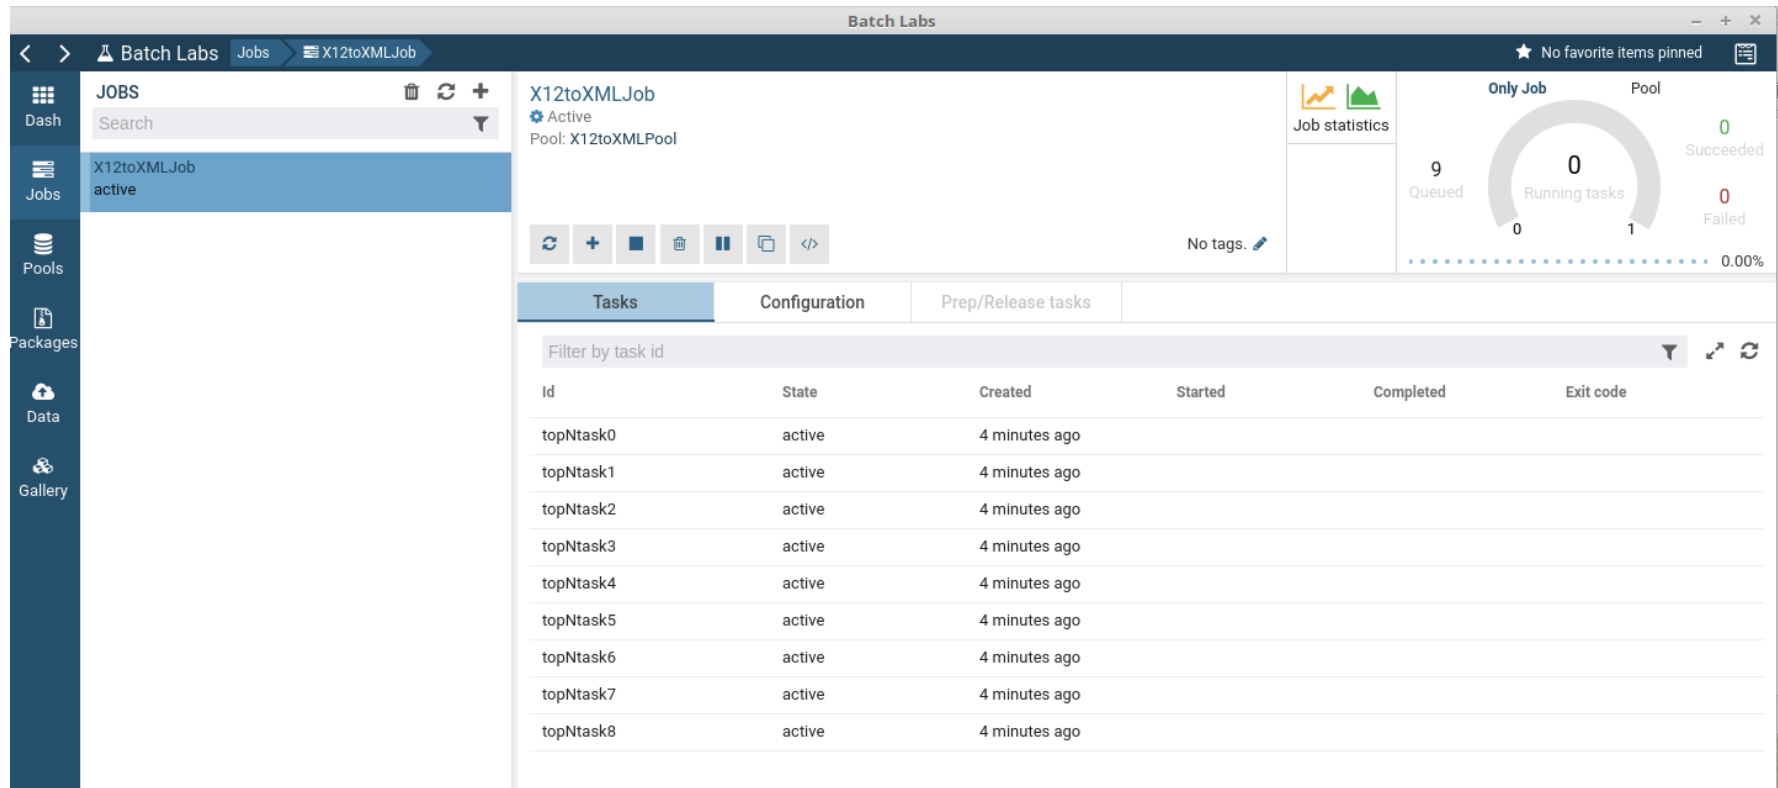 Batch Labs
Batch Labs Jobs X12toXMLJob No favorite items pinned
Dash
Jobs
Pools
Packages
Data
Gallery
JOBS
Search
X12toXMLJob
active
X12toXMLJob
Active
Pool: X12toXMLPool
No tags.
Job statistics
Only Job Pool
9
Queued
0
Running tasks
0 1
0
Succeeded
0
Failed
0.00%
Tasks Configuration Prep/Release tasks
Filter by task id
Id State Created Started Completed Exit code
topNtask0 active 4 minutes ago
topNtask1 active 4 minutes ago
topNtask2 active 4 minutes ago
topNtask3 active 4 minutes ago
topNtask4 active 4 minutes ago
topNtask5 active 4 minutes ago
topNtask6 active 4 minutes ago
topNtask7 active 4 minutes ago
topNtask8 active 4 minutes ago